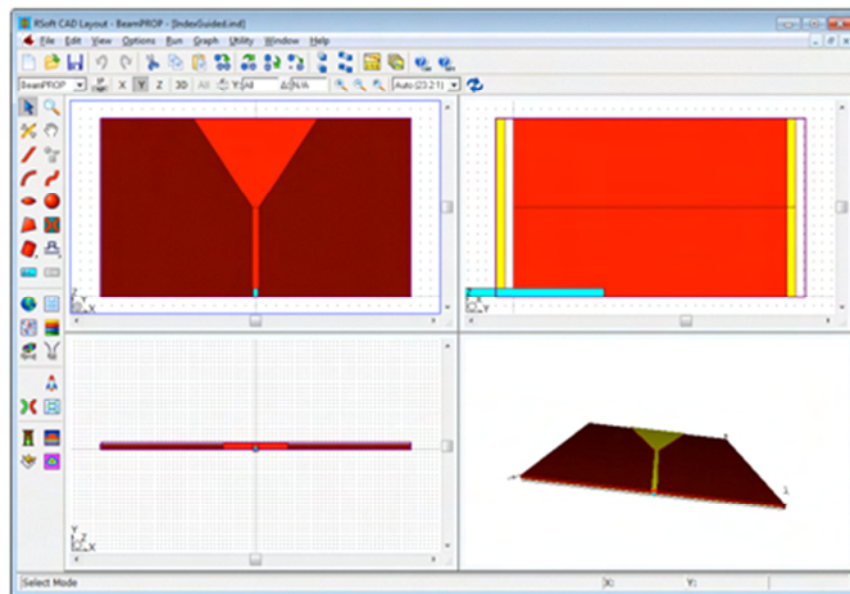 RSoft CAD Layout - BeamPROP - [IndexGuided.ind]
File Edit View Options Run Graph Utility Window Help
BeamPROP X Y Z 3D All Y: All Δ: N/A Auto (23.21)
Z
Y
X
Z
X
Y
Y
Z
X
Select Mode X: Y: